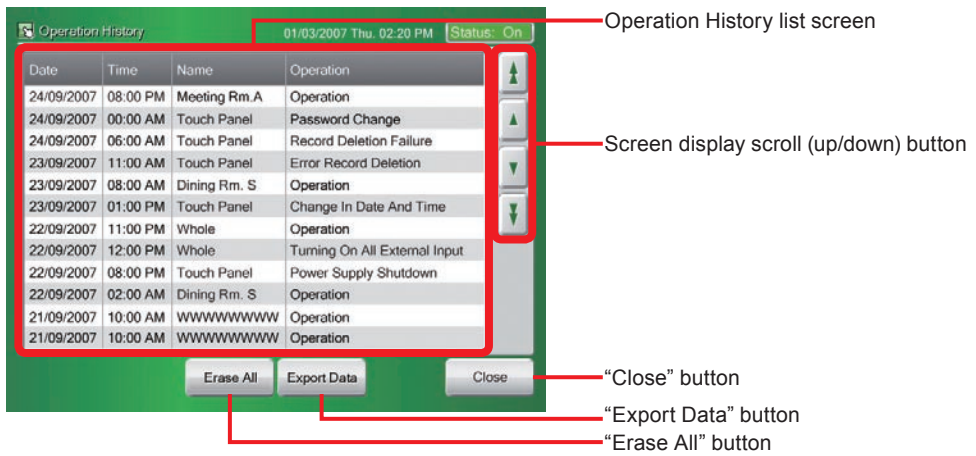 Operation History 01/03/2007 Thu. 02:20 PM Status: On
Operation History list screen
Date Time Name Operation
24/09/2007 08:00 PM Meeting Rm.A Operation
24/09/2007 00:00 AM Touch Panel Password Change
24/09/2007 06:00 AM Touch Panel Record Deletion Failure
Screen display scroll (up/down) button
23/09/2007 11:00 AM Touch Panel Error Record Deletion
23/09/2007 08:00 AM Dining Rm. S Operation
23/09/2007 01:00 PM Touch Panel Change In Date And Time
22/09/2007 11:00 PM Whole Operation
22/09/2007 12:00 PM Whole Turning On All External Input
22/09/2007 08:00 PM Touch Panel Power Supply Shutdown
22/09/2007 02:00 AM Dining Rm. S Operation
21/09/2007 10:00 AM WWWWWWWW Operation
21/09/2007 10:00 AM WWWWWWWW Operation
Erase All Export Data Close
“Close” button
“Export Data” button
“Erase All” button